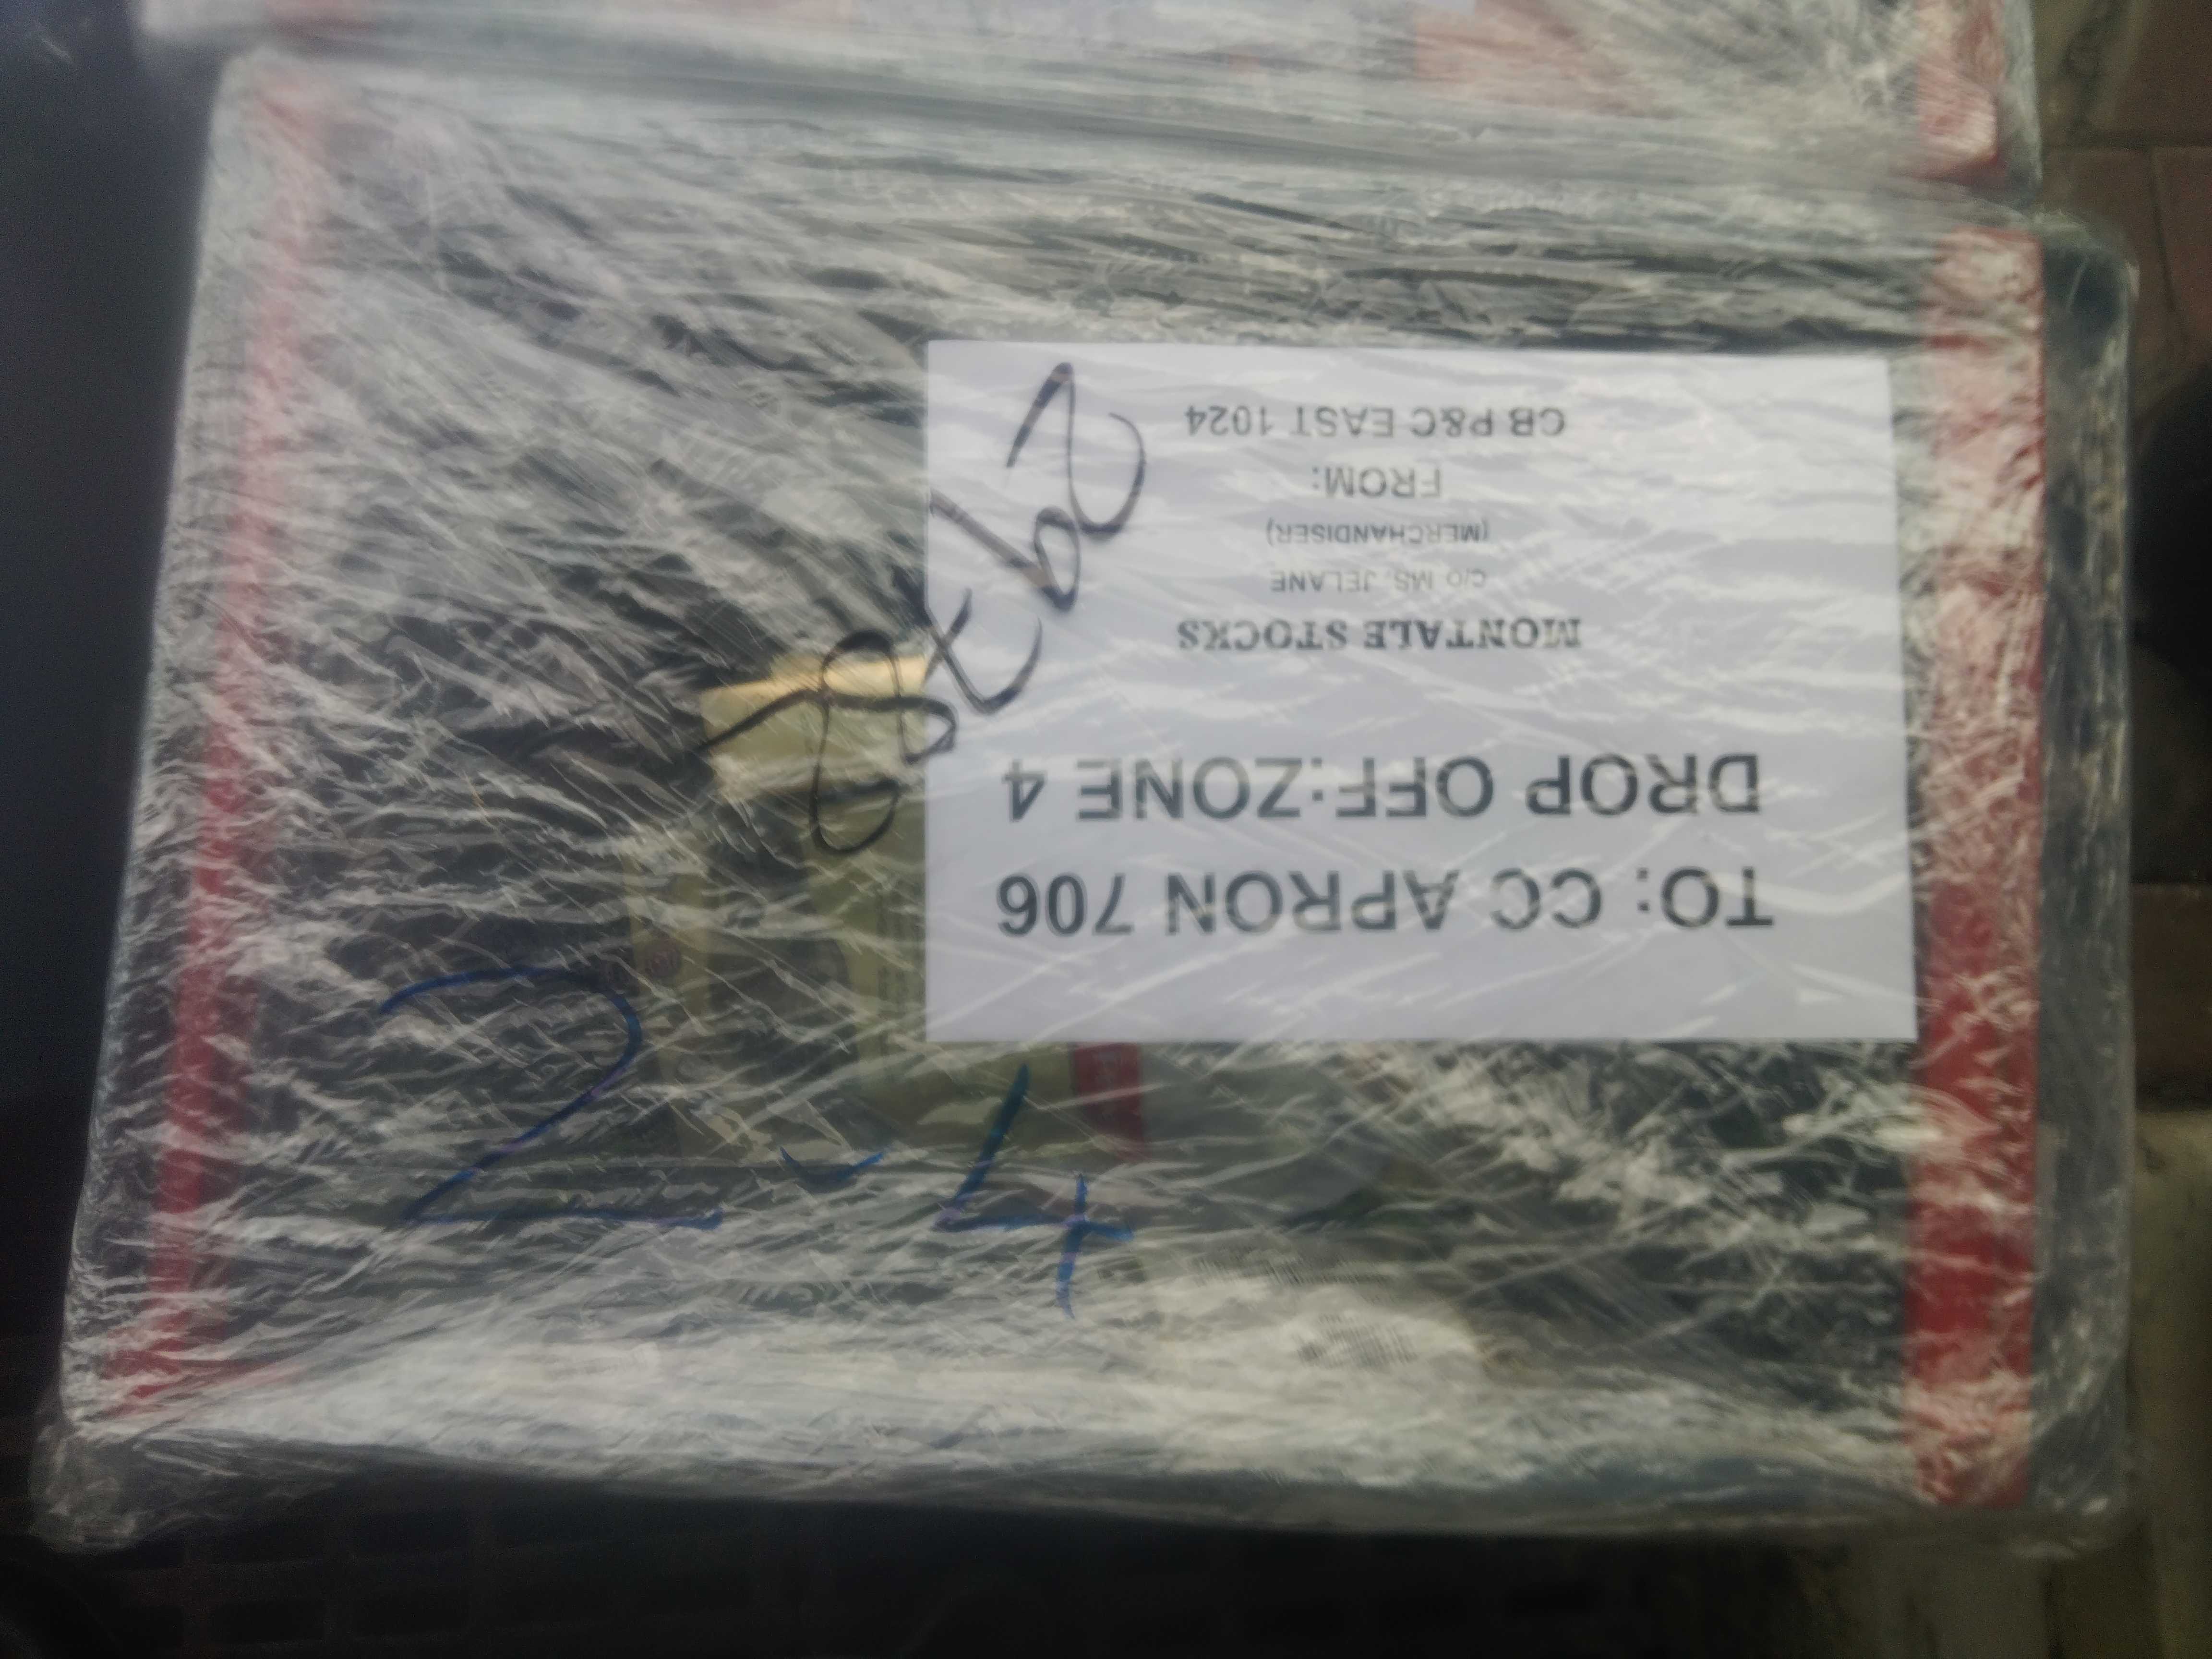 TO: CC APRON 706
DROP OFF:ZONE 4
MONTALE STOCKS
C/O MS. JELANE
(MERCHANDISER)
FROM:
CB P&C EAST 1024
2978
2-4